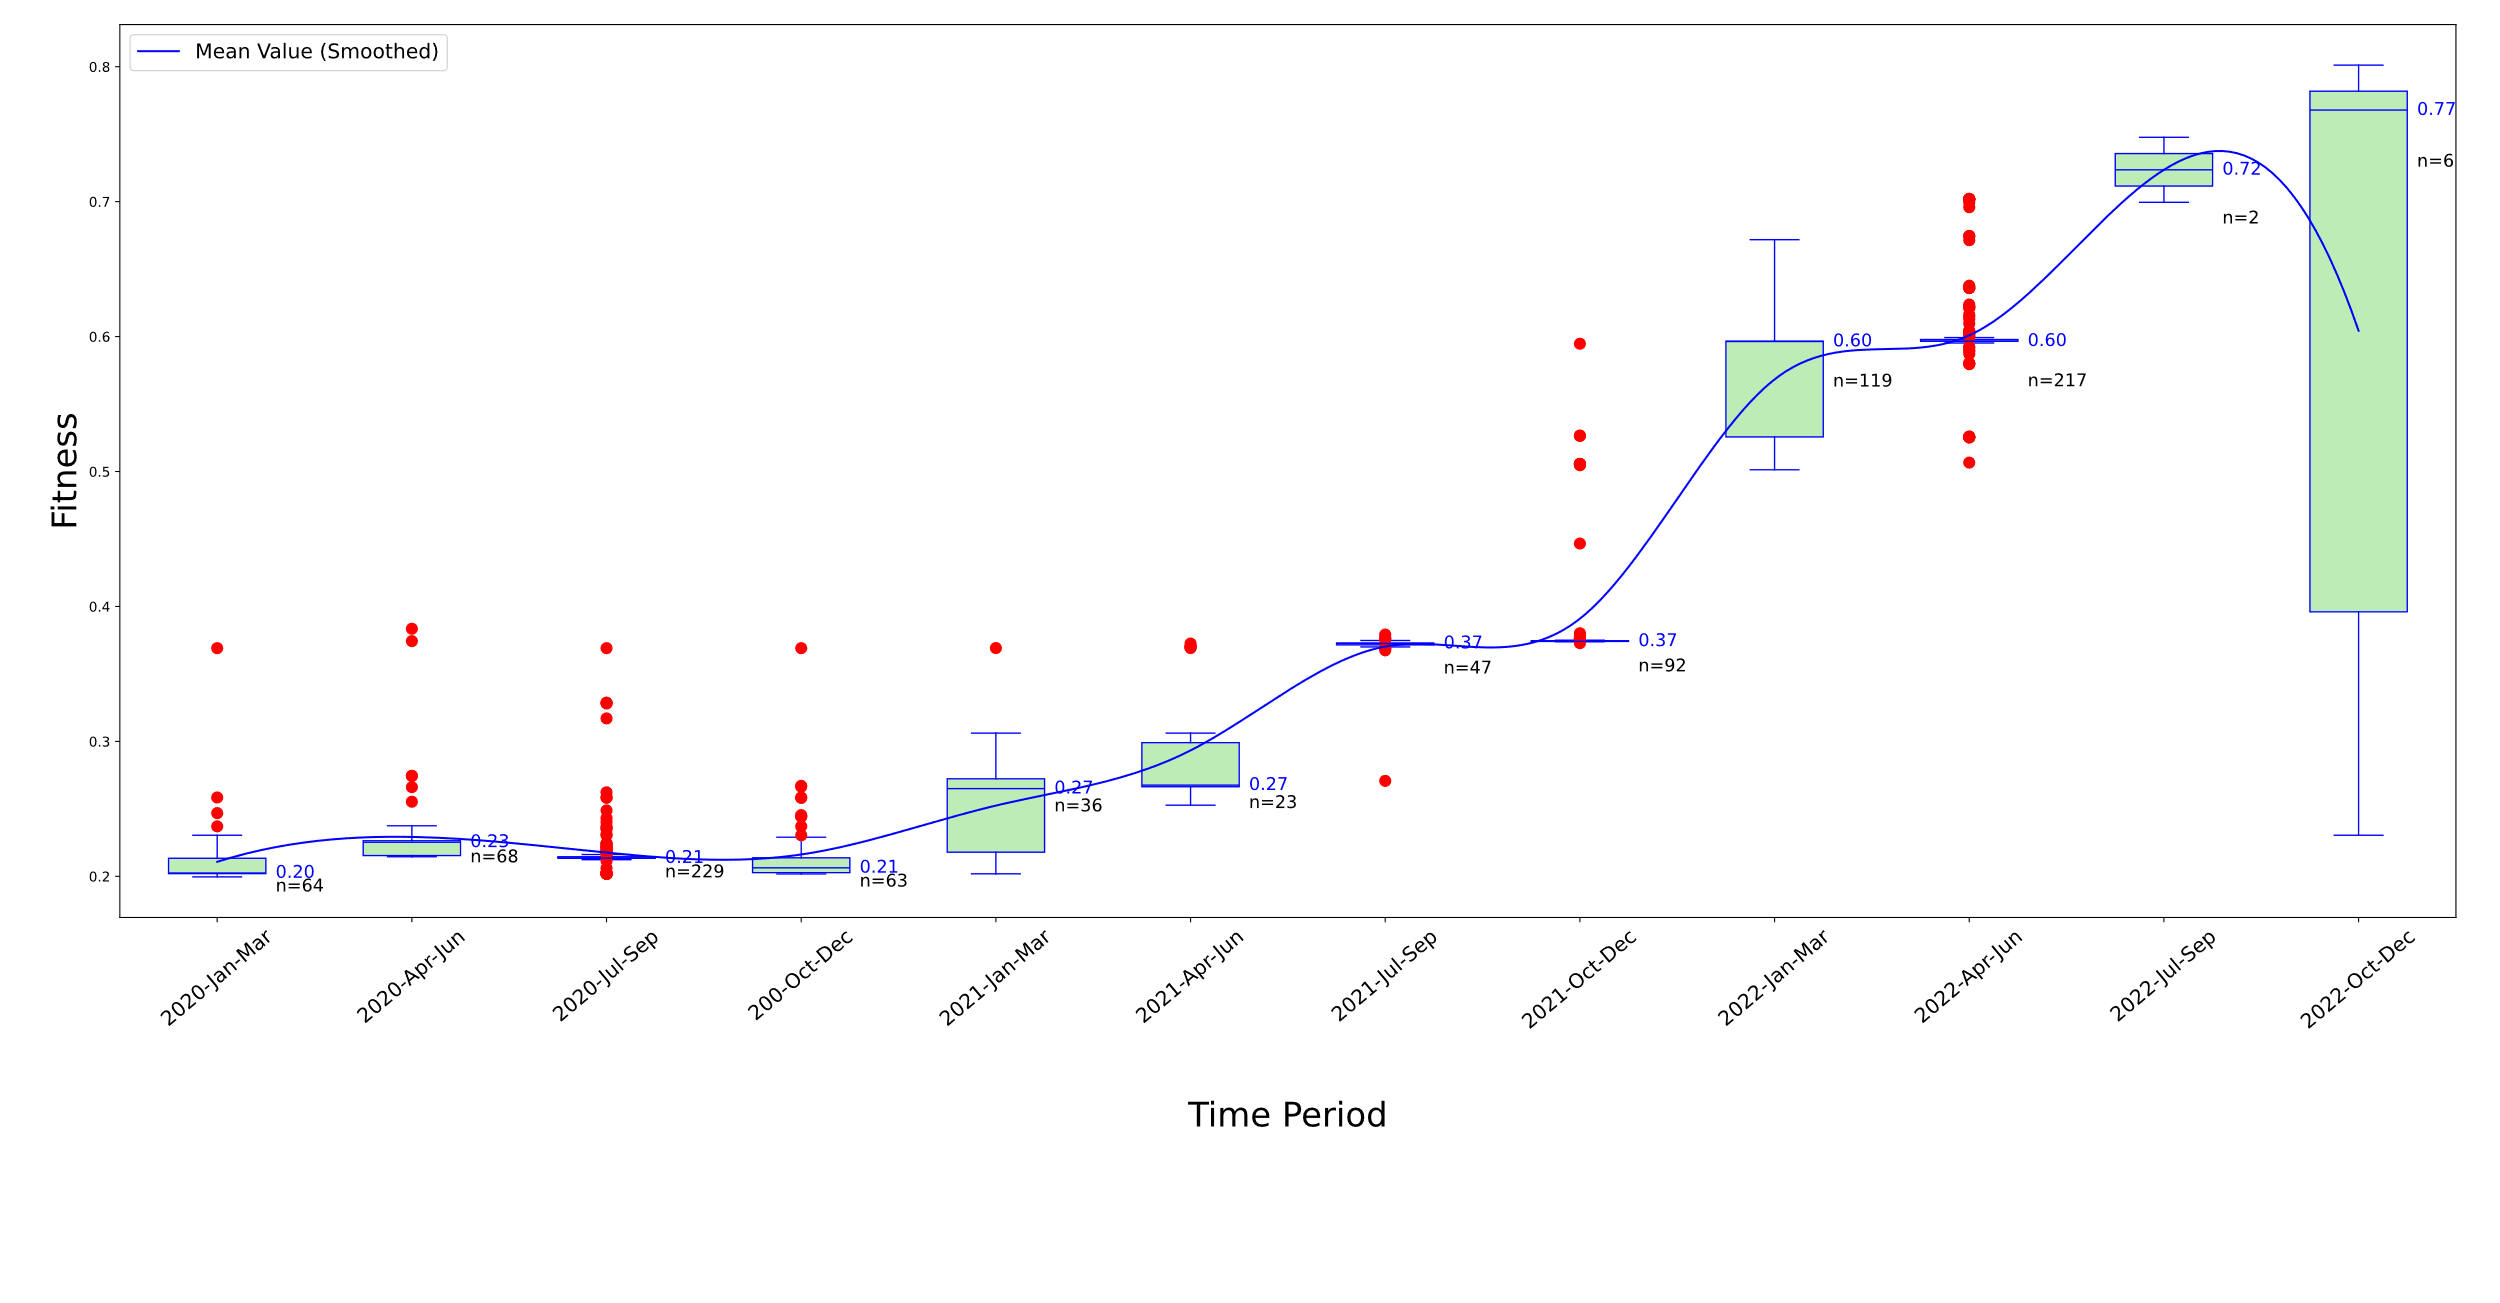 Mean Value (Smoothed)
Fitness
0.8
0.7
0.6
0.5
0.4
0.3
0.2
0.20
n=64
0.23
n=68
0.21
n=229
0.21
n=63
0.27
n=36
0.27
n=23
0.37
n=47
0.37
n=92
0.60
n=119
0.60
n=217
0.72
n=2
0.77
n=6
2020-Jan-Mar
2020-Apr-Jun
2020-Jul-Sep
200-Oct-Dec
2021-Jan-Mar
2021-Apr-Jun
2021-Jul-Sep
2021-Oct-Dec
2022-Jan-Mar
2022-Apr-Jun
2022-Jul-Sep
2022-Oct-Dec
Time Period